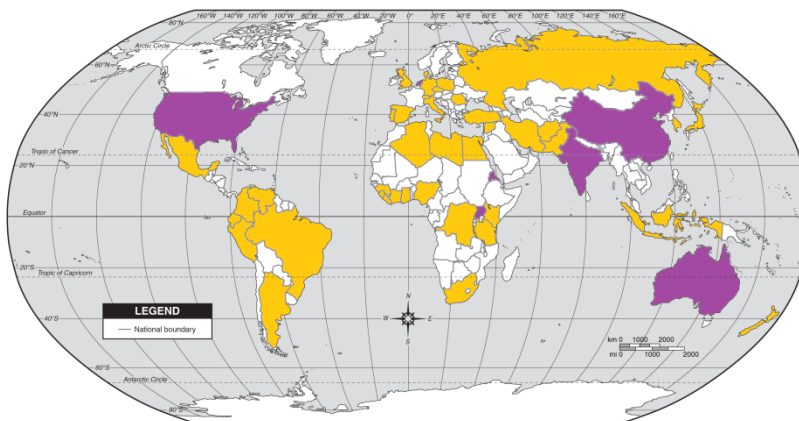 160°W 140°W 120°W 100°W 80°W 60°W 40°W 20°W 0° 20°E 40°E 60°E 80°E 100°E 120°E 140°E 160°E
80°N
Arctic Circle
60°N
40°N
Tropic of Cancer
20°N
Equator
0°
20°S
Tropic of Capricorn
40°S
LEGEND
National boundary
N
W E
S
km 0 1000 2000
mi 0 1000 2000
60°S
Antarctic Circle
80°S